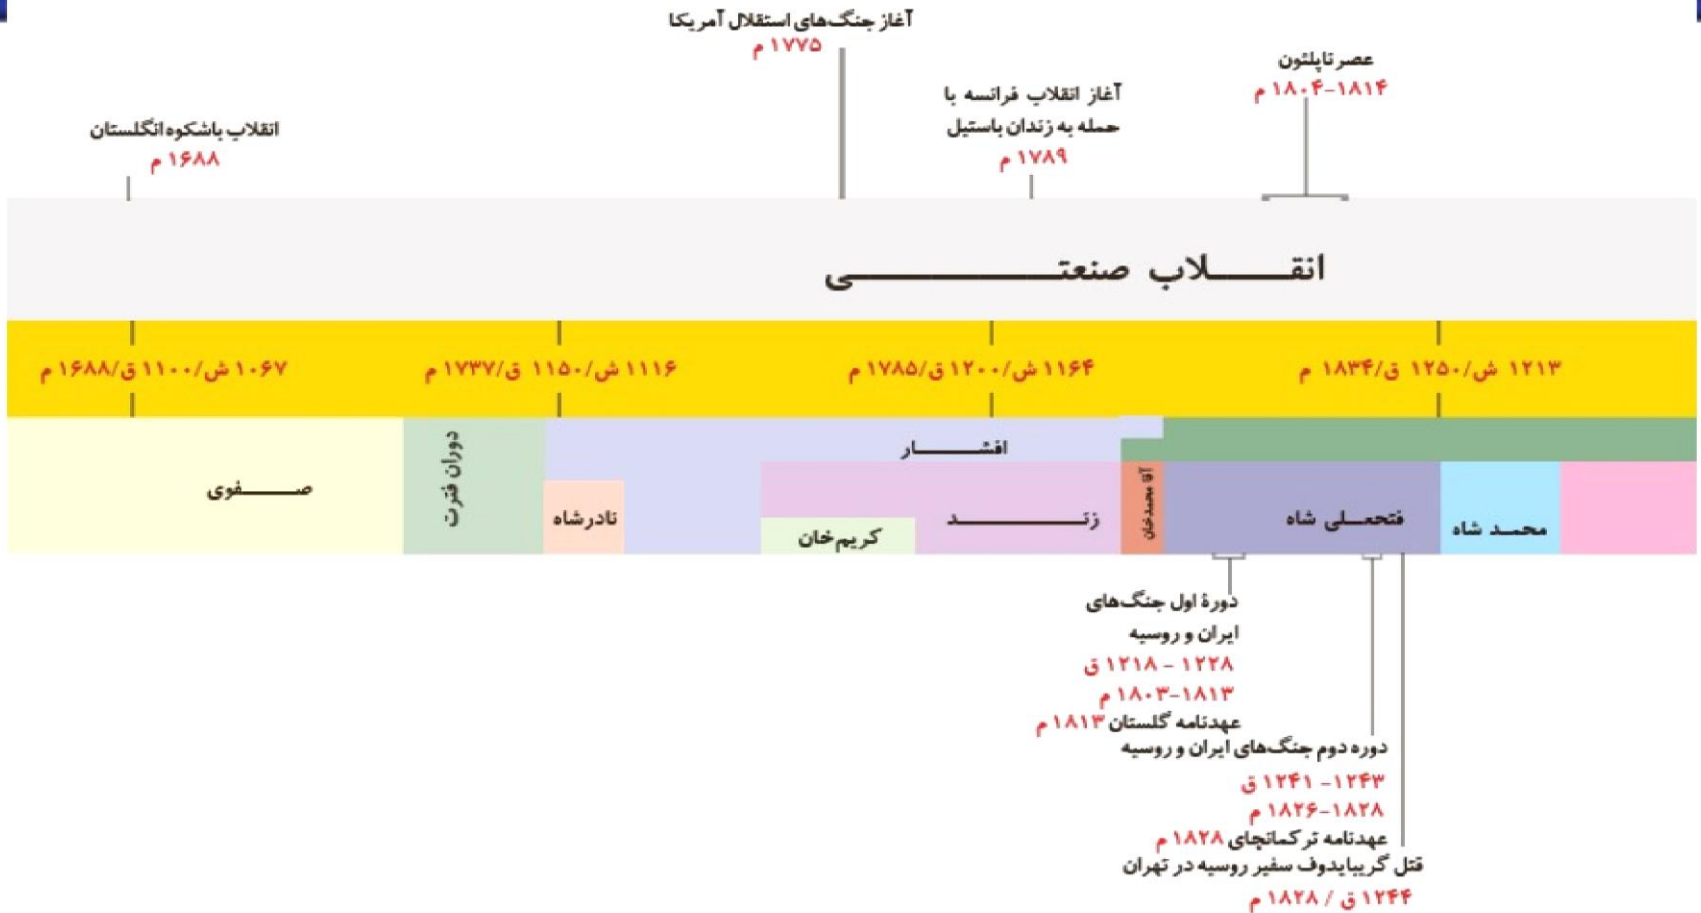 آغاز جنگ‌های استقلال آمریکا
۱۷۷۵ م
عصر ناپلئون
۱۸۰۴-۱۸۱۴ م
آغاز انقلاب فرانسه با
حمله به زندان باستیل
۱۷۸۹ م
انقلاب باشکوه انگلستان
۱۶۸۸ م
انقلاب صنعتی
۱۰۶۷ ش/۱۱۰۰ ق/۱۶۸۸ م
۱۱۱۶ ش/۱۱۵۰ ق/۱۷۳۷ م
۱۱۶۴ ش/۱۲۰۰ ق/۱۷۸۵ م
۱۲۱۳ ش/۱۲۵۰ ق/۱۸۳۴ م
صفوی
دوران فترت
افشار
نادرشاه
زند
کریم‌خان
آقا محمدخان
فتحعلی شاه
محمد شاه
دورهٔ اول جنگ‌های
ایران و روسیه
۱۲۲۸ - ۱۲۱۸ ق
۱۸۰۳-۱۸۱۳ م
عهدنامه گلستان ۱۸۱۳ م
دوره دوم جنگ‌های ایران و روسیه
۱۲۴۳- ۱۲۴۱ ق
۱۸۲۶-۱۸۲۸ م
عهدنامه ترکمانچای ۱۸۲۸ م
قتل گریبایدوف سفیر روسیه در تهران
۱۲۴۴ ق / ۱۸۲۸ م